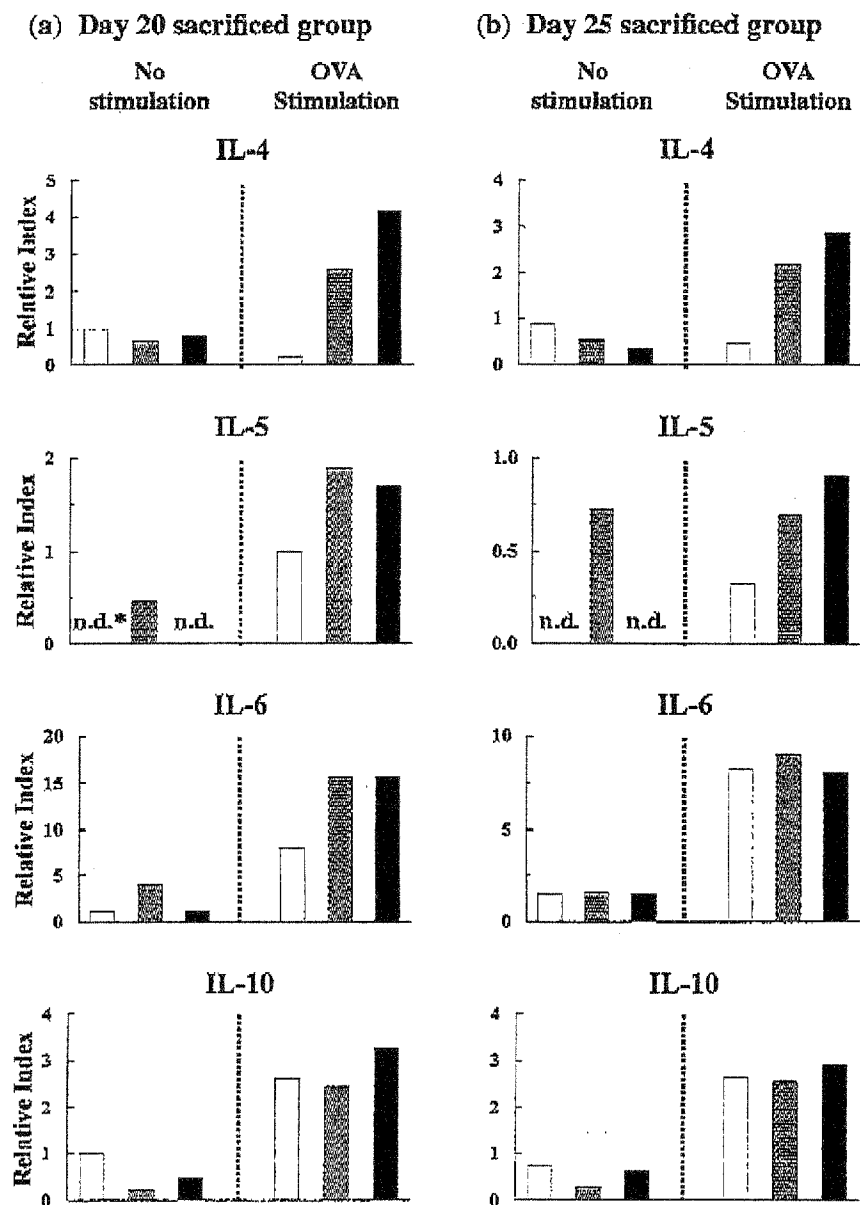 (a) Day 20 sacrificed group
(b) Day 25 sacrificed group
No stimulation
OVA Stimulation
No stimulation
OVA Stimulation
IL-4
Relative Index
5
4
3
2
1
0
IL-4
4
3
2
1
0
IL-5
Relative Index
2
1
0
n.d.*
n.d.
IL-5
Relative Index
1.0
0.5
0.0
n.d.
n.d.
IL-6
Relative Index
20
15
10
5
0
IL-6
10
5
0
IL-10
Relative Index
4
3
2
1
0
IL-10
4
3
2
1
0